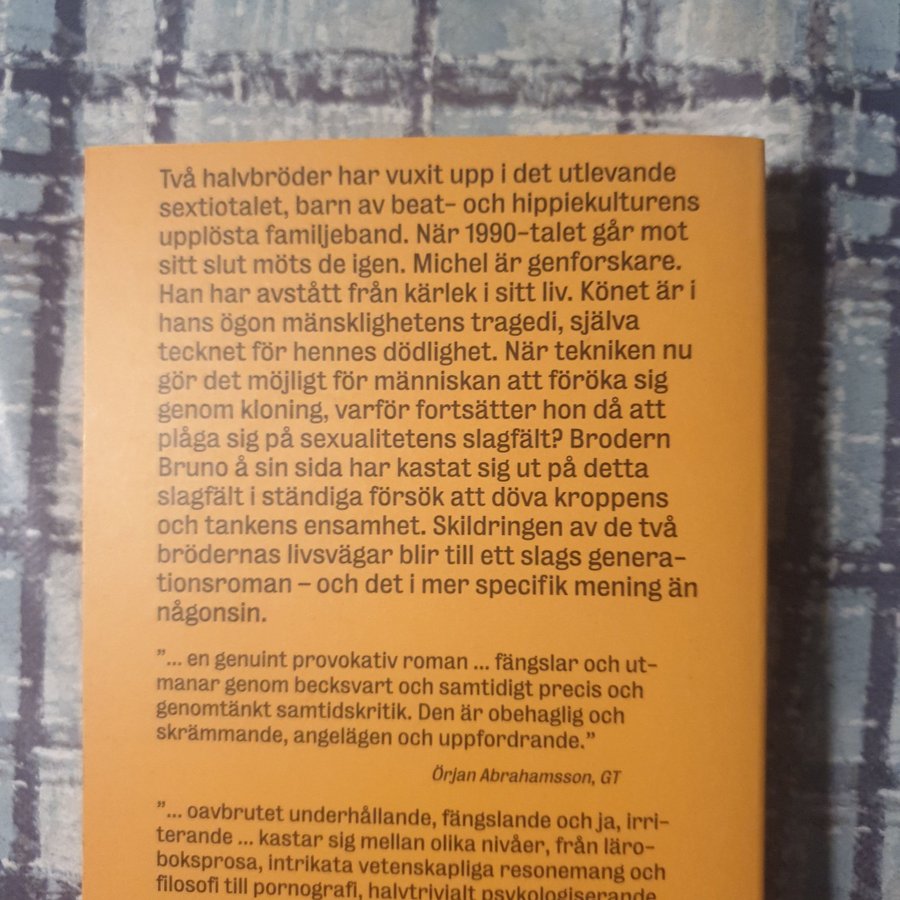 Två halvbröder har vuxit upp i det utlevande
sextiotalet, barn av beat- och hippiekulturens
upplösta familjeband. När 1990-talet går mot
sitt slut möts de igen. Michel är genforskare.
Han har avstått från kärlek i sitt liv. Könet är i
hans ögon mänsklighetens tragedi, själva
tecknet för hennes dödlighet. När tekniken nu
gör det möjligt för människan att föröka sig
genom kloning, varför fortsätter hon då att
plåga sig på sexualitetens slagfält? Brodern
Bruno å sin sida har kastat sig ut på detta
slagfält i ständiga försök att döva kroppens
och tankens ensamhet. Skildringen av de två
brödernas livsvägar blir till ett slags genera-
tionsroman – och det i mer specifik mening än
någonsin.
”... en genuint provokativ roman ... fängslar och ut-
manar genom becksvart och samtidigt precis och
genomtänkt samtidskritik. Den är obehaglig och
skrämmande, angelägen och uppfordrande.”
Örjan Abrahamsson, GT
”... oavbrutet underhållande, fängslande och ja, irri-
terande ... kastar sig mellan olika nivåer, från läro-
boksprosa, intrikata vetenskapliga resonemang och
filosofi till pornografi, halvtrivialt psykologiserande